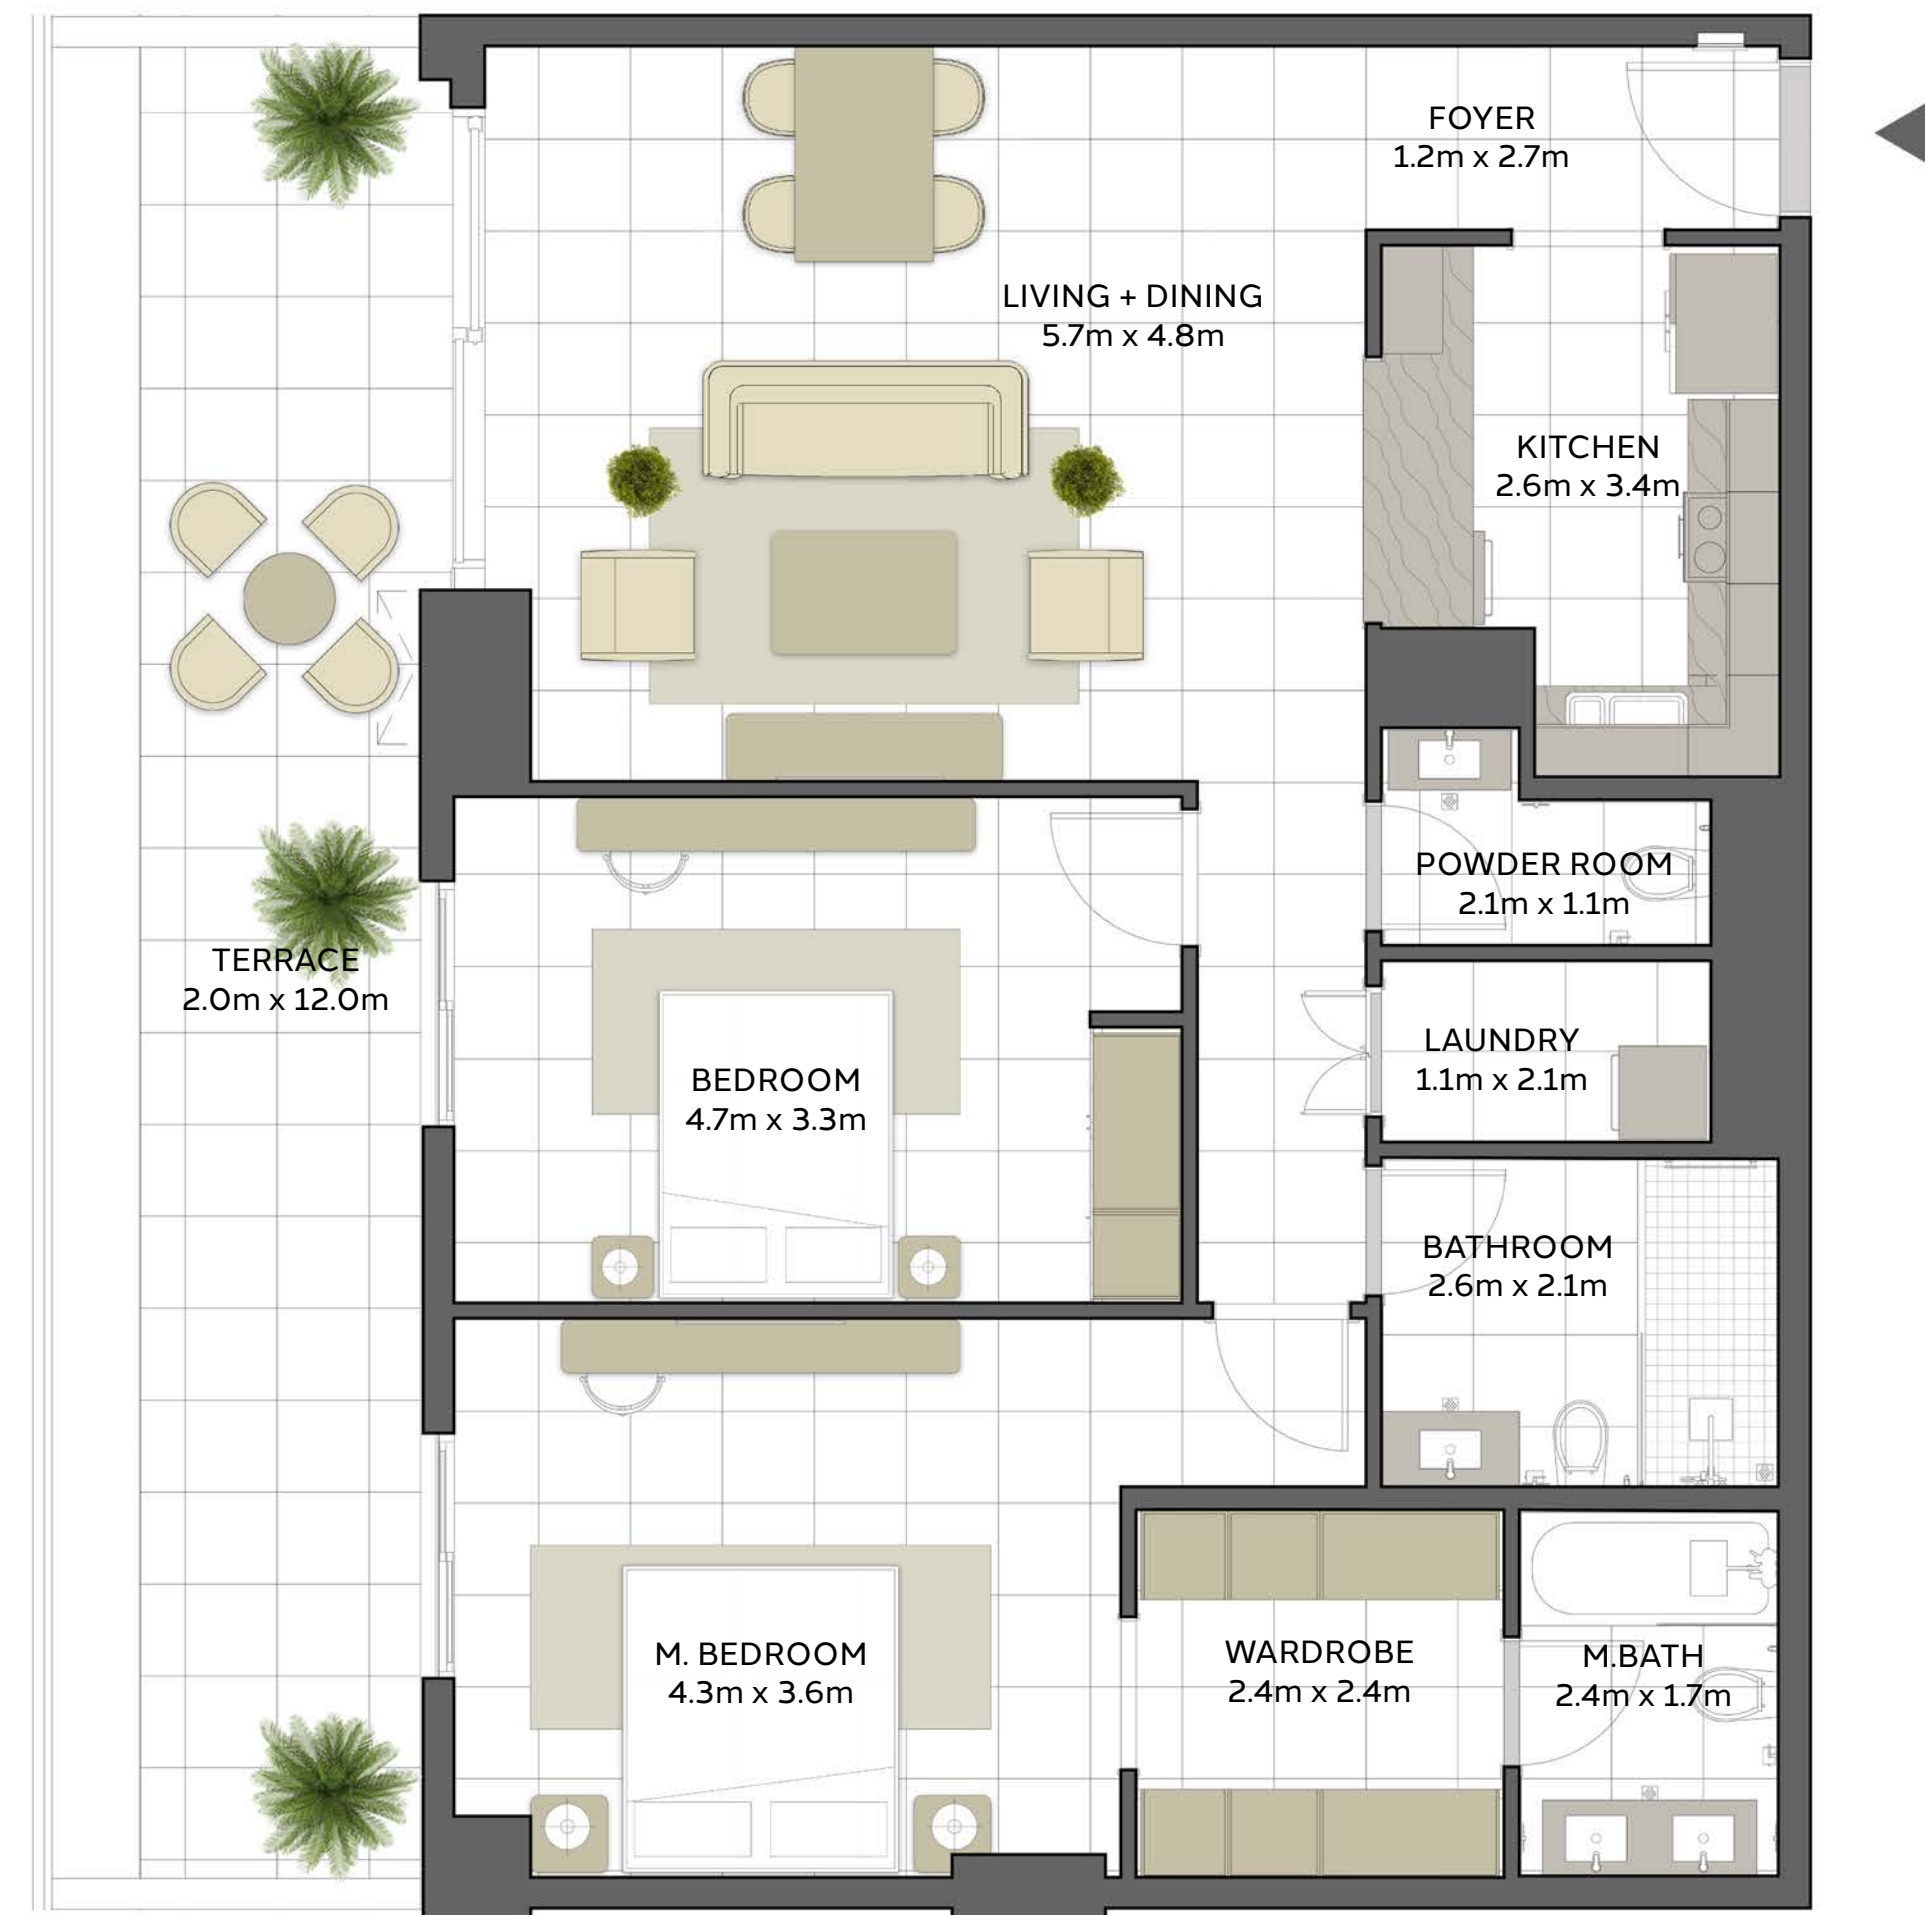 FOYER
1.2m x 2.7m
LIVING + DINING
5.7m x 4.8m
KITCHEN
2.6m x 3.4m
POWDER ROOM
2.1m x 1.1m
TERRACE
2.0m x 12.0m
LAUNDRY
1.1m x 2.1m
BEDROOM
4.7m x 3.3m
BATHROOM
2.6m x 2.1m
M. BEDROOM
4.3m x 3.6m
WARDROBE
2.4m x 2.4m
M.BATH
2.4m x 1.7m